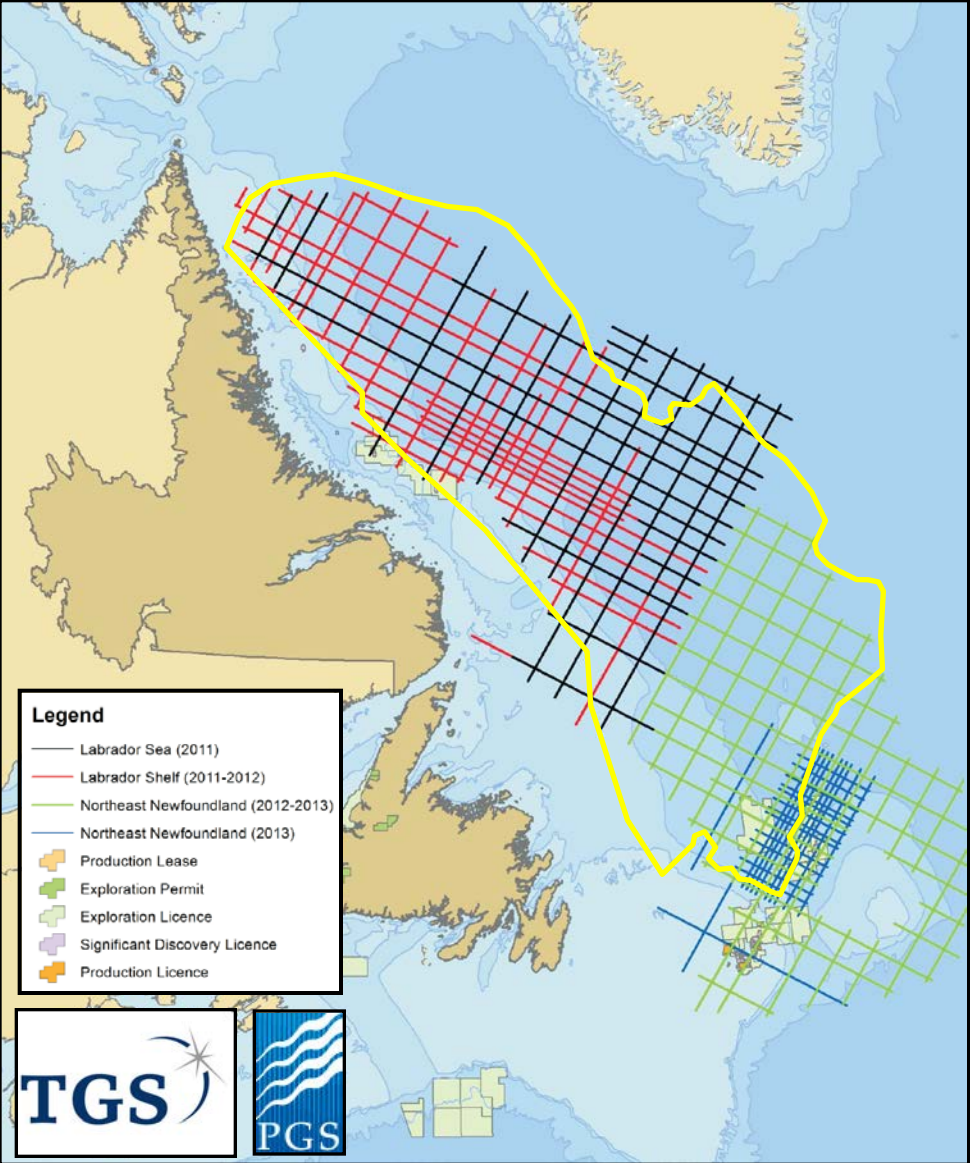 Legend
Labrador Sea (2011)
Labrador Shelf (2011-2012)
Northeast Newfoundland (2012-2013)
Northeast Newfoundland (2013)
Production Lease
Exploration Permit
Exploration Licence
Significant Discovery Licence
Production Licence
TGS
PGS